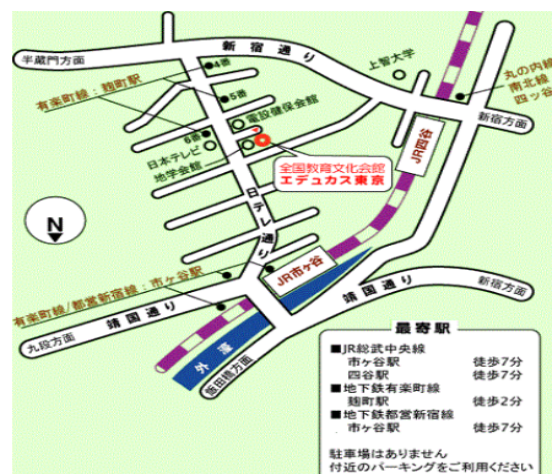 半蔵門方面
新宿通り
上智大学
丸の内線
南北線
四ッ谷
新宿方面
4番
有楽町線:麹町駅
5番
電設健保会館
6番
日本テレビ
地学会館
全国教育文化会館
エデュカス東京
JR四谷
日テレ通り
N
JR市ヶ谷
有楽町線/都営新宿線:市ヶ谷駅
靖国通り
靖国通り
新宿方面
九段方面
外濠
飯田橋方面
最寄駅
■JR総武中央線
市ヶ谷駅 徒歩7分
四谷駅 徒歩7分
■地下鉄有楽町線
麹町駅 徒歩2分
■地下鉄都営新宿線
市ヶ谷駅 徒歩7分
駐車場はありません
付近のパーキングをご利用ください